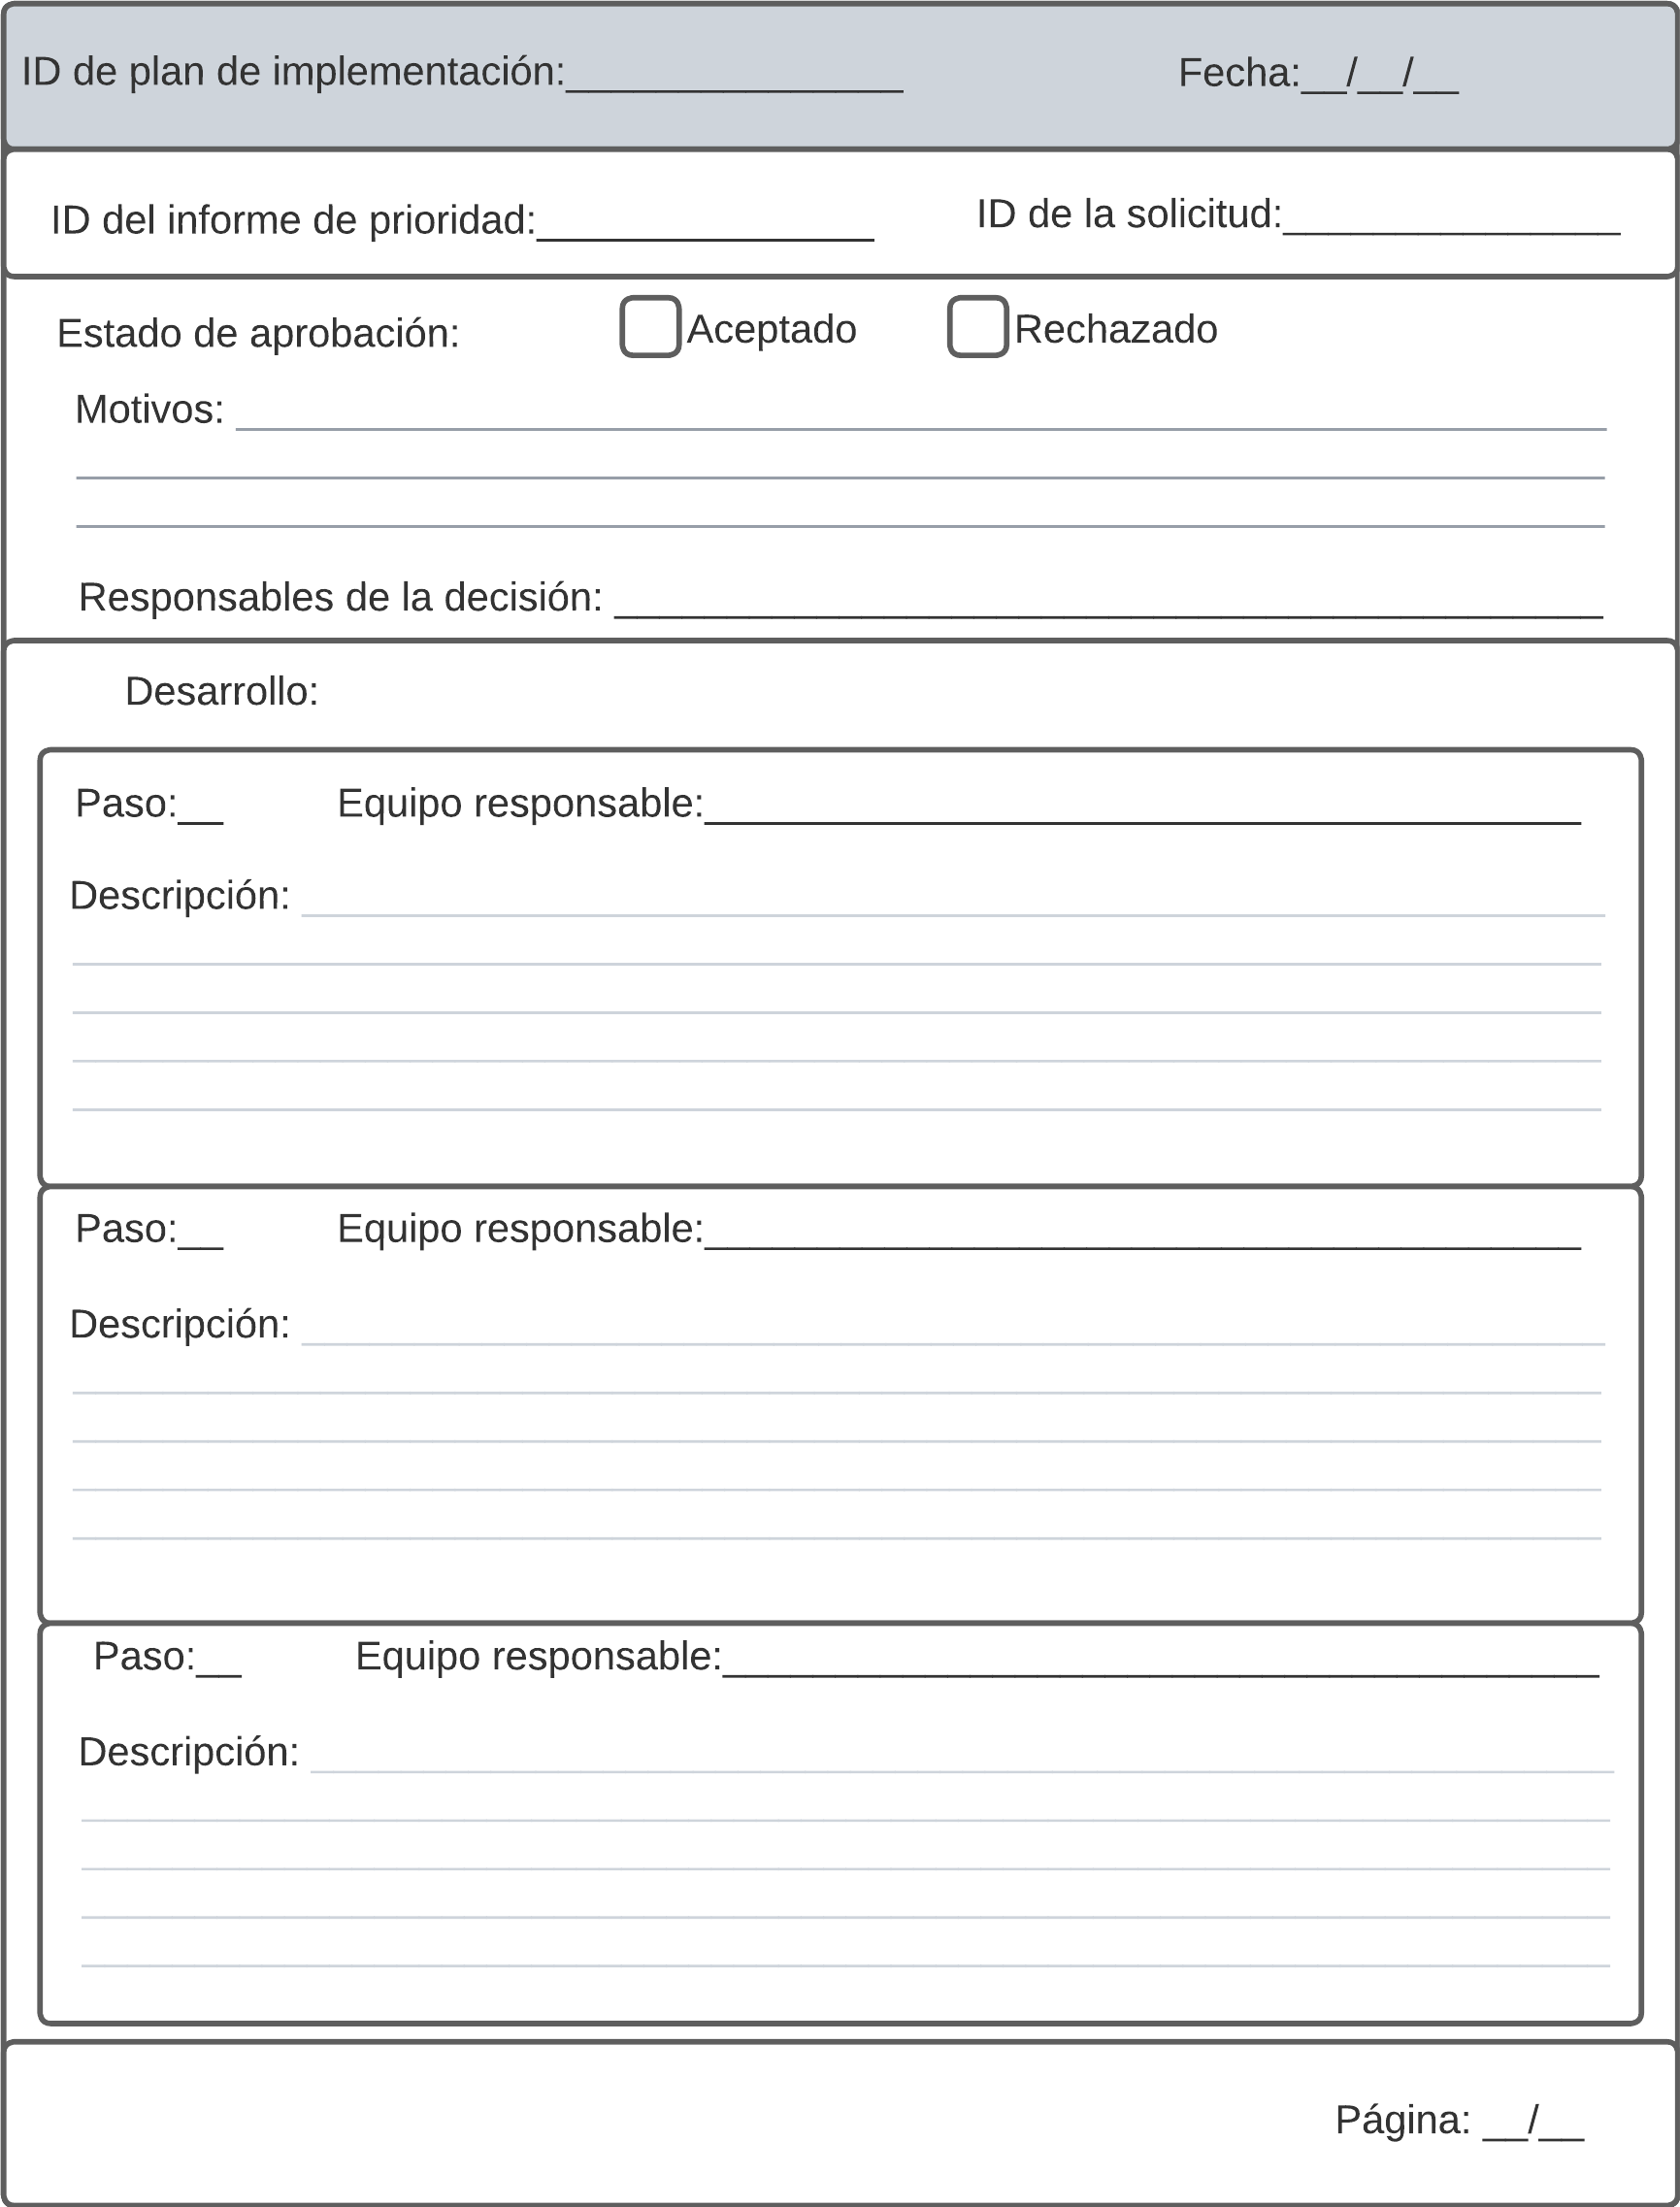 ID de plan de implementación:_______________ Fecha:__/__/__
ID del informe de prioridad:_______________ ID de la solicitud:_______________
Estado de aprobación: Aceptado Rechazado
Motivos:
Responsables de la decisión: ____________________________________________
Desarrollo:
Paso:__ Equipo responsable:_______________________________________
Descripción:
Paso:__ Equipo responsable:_______________________________________
Descripción:
Paso:__ Equipo responsable:_______________________________________
Descripción:
Página: __/__